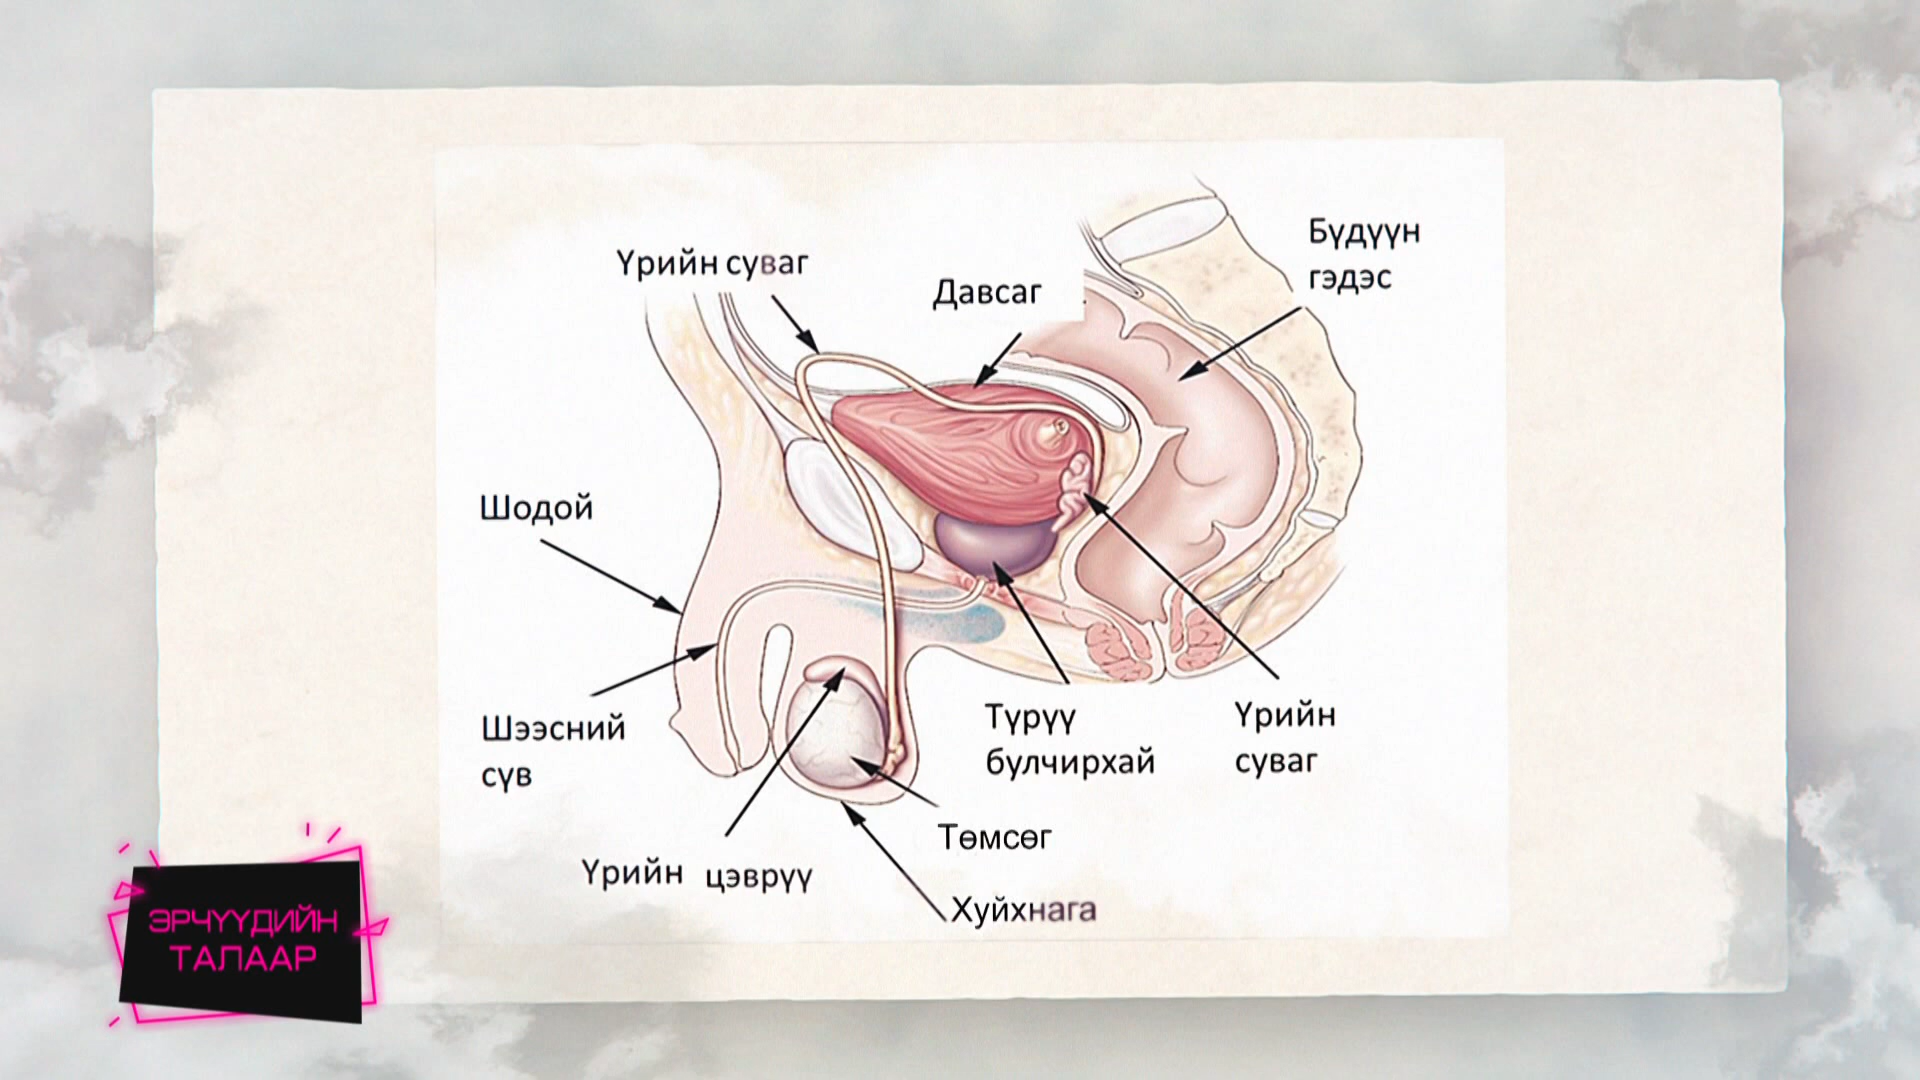 Үрийн суваг
Давсаг
Бүдүүн
гэдэс
Шодой
Шээсний
сүв
Түрүү
булчирхай
Үрийн
суваг
Төмсөг
Үрийн цэврүү
Хуйхнага
ЭРЧҮҮДИЙН
ТАЛААР